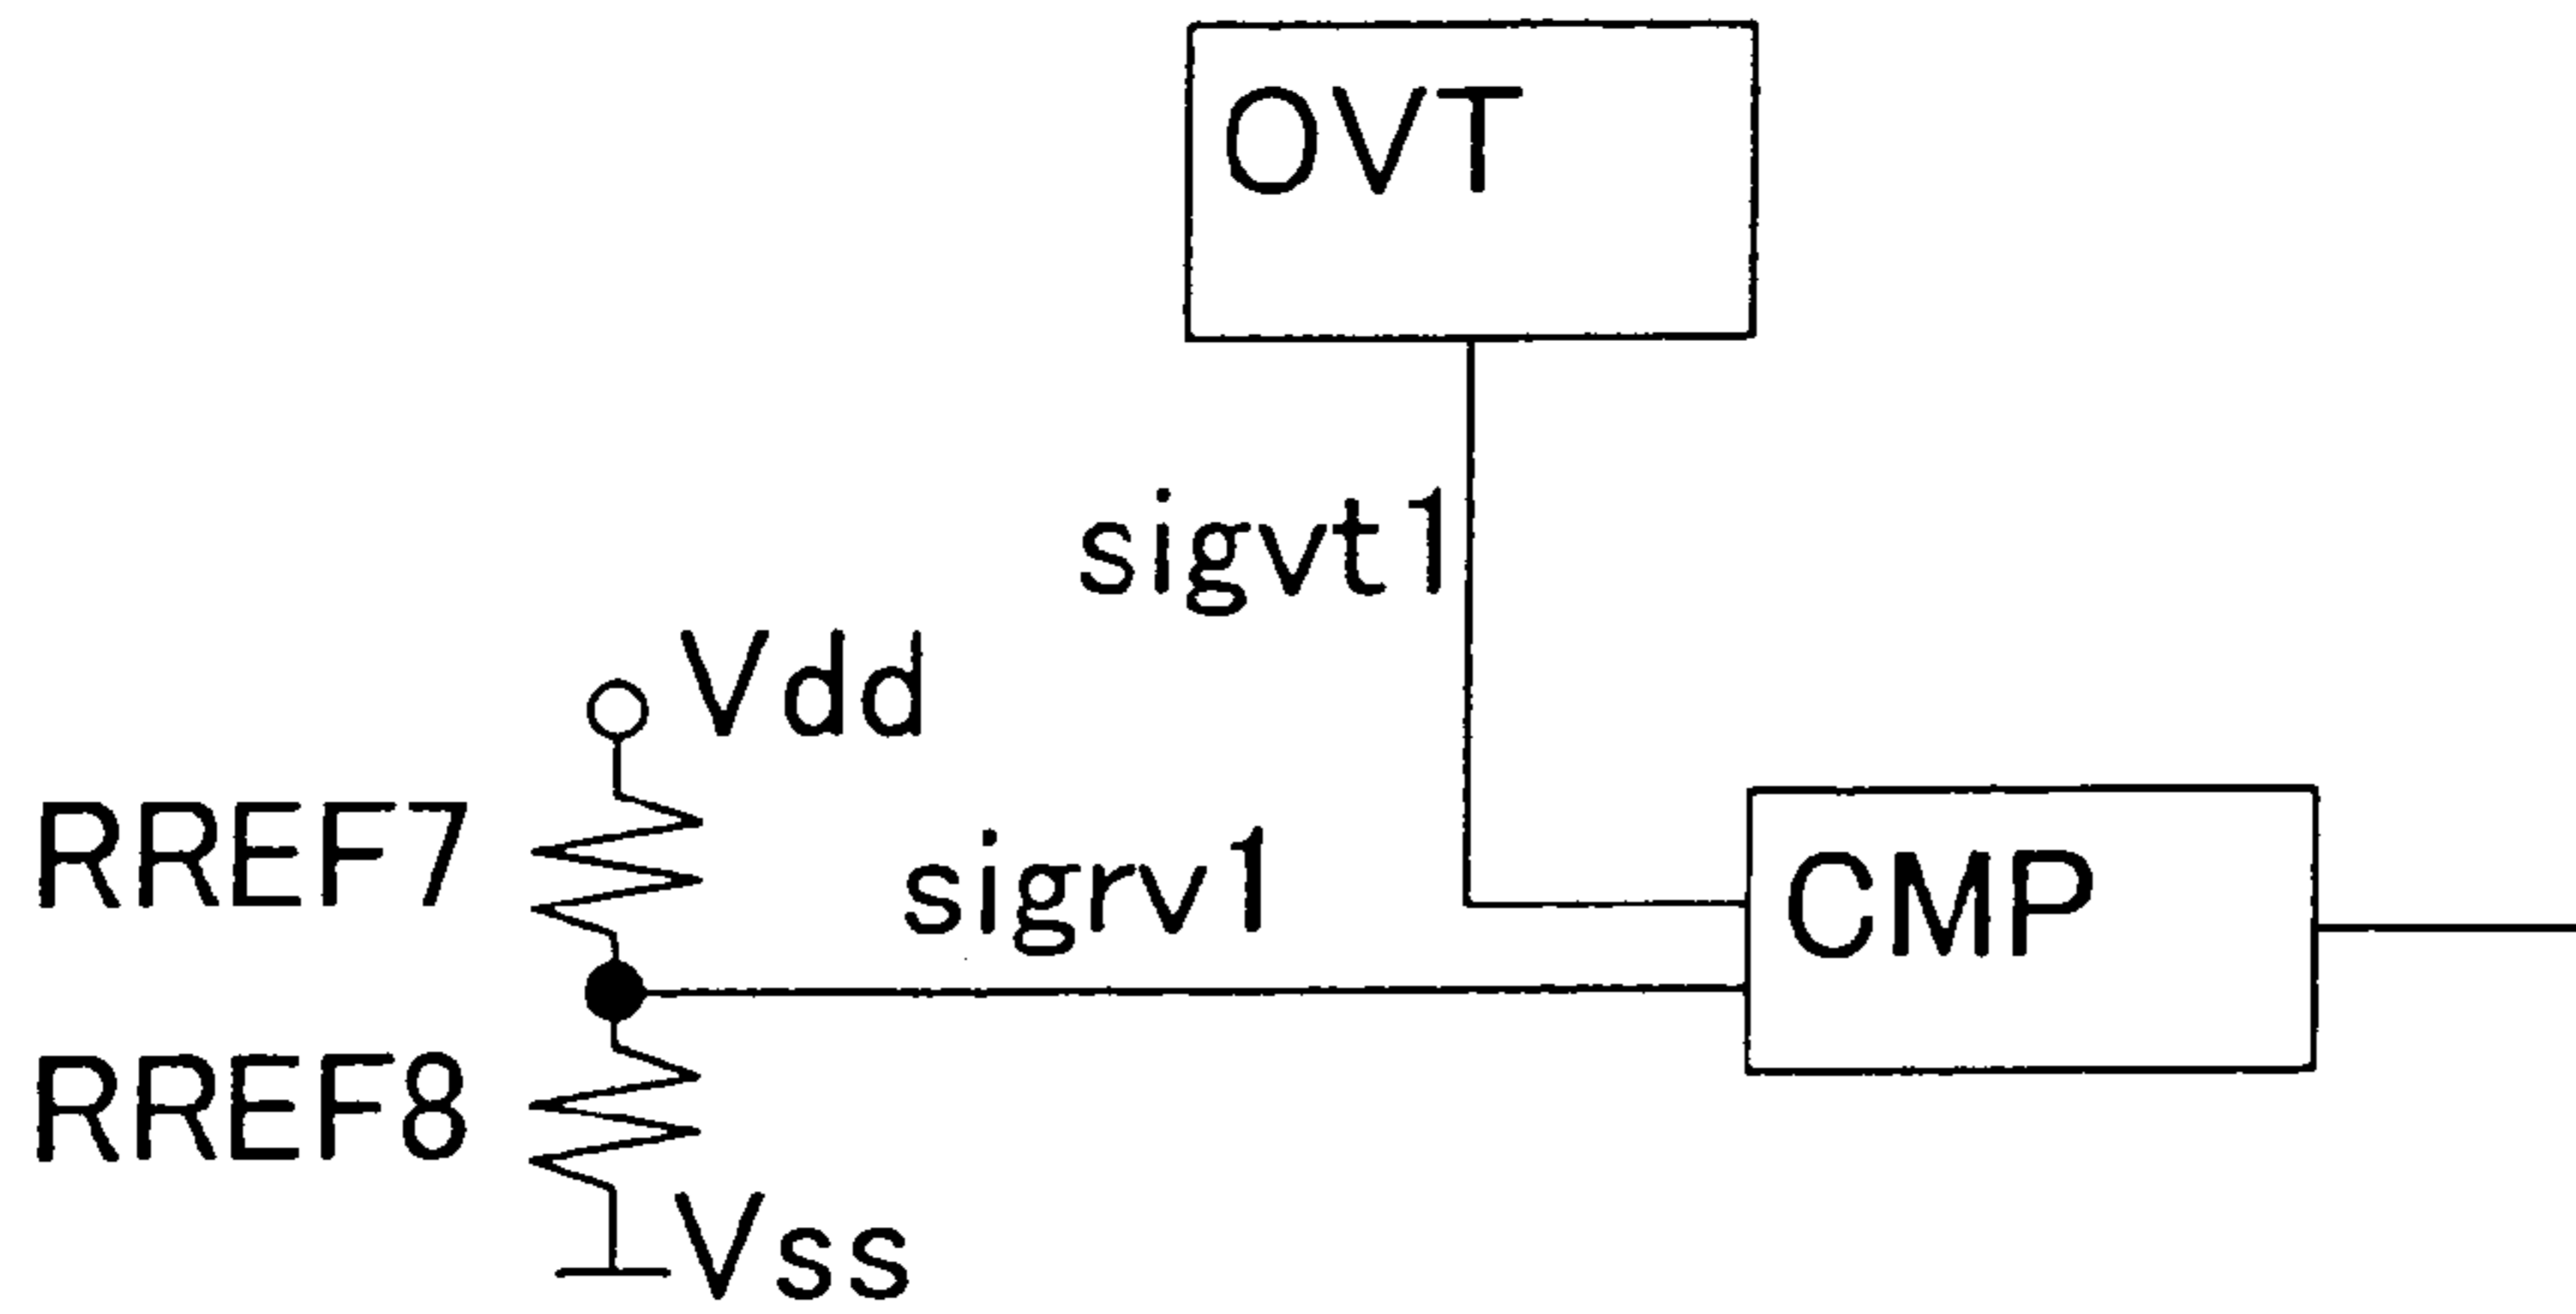 OVT
sigvt1
Vdd
RREF7
sigrv1
CMP
RREF8
Vss